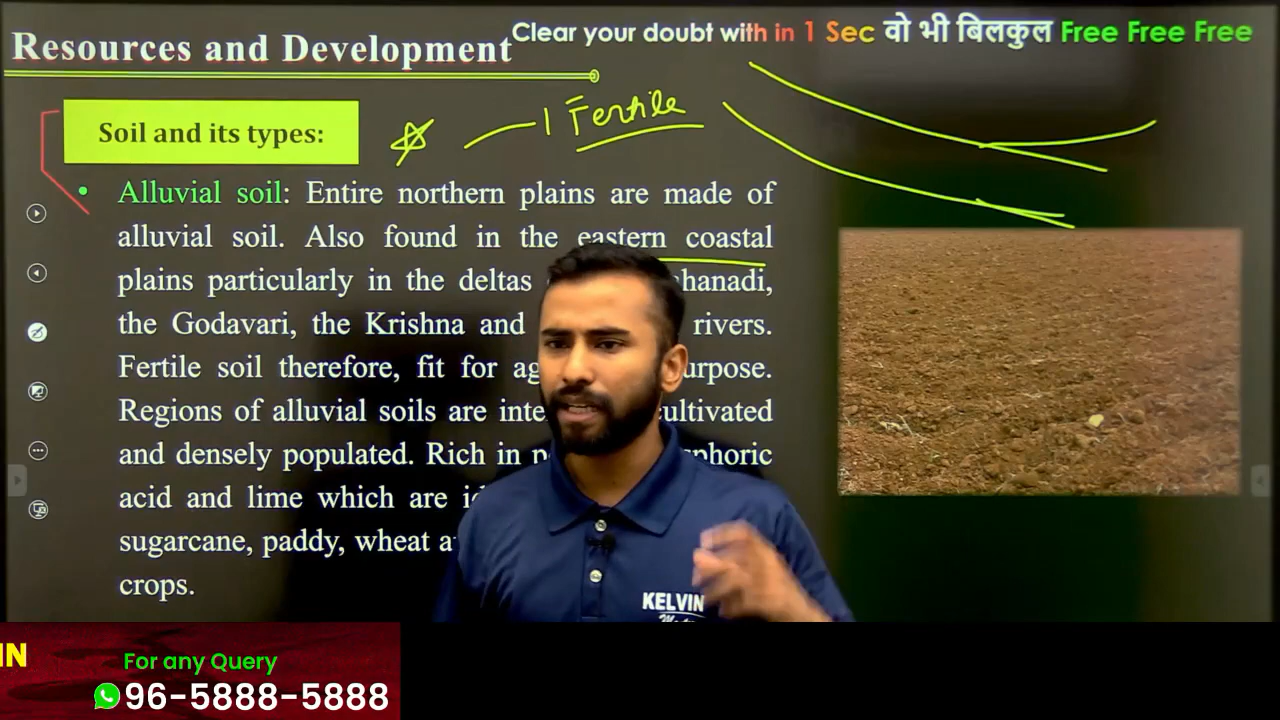 Resources and Development
Clear your doubt with in 1 Sec वो भी बिलकुल Free Free Free
Soil and its types:
1 Fertile
• Alluvial soil: Entire northern plains are made of
alluvial soil. Also found in the eastern coastal
plains particularly in the deltas
the Godavari, the Krishna and rivers.
Fertile soil therefore, fit for
Regions of alluvial soils are cultivated
and densely populated. Rich in
acid and lime which are
sugarcane, paddy, wheat
crops.
KELVIN
IN
For any Query
96-5888-5888